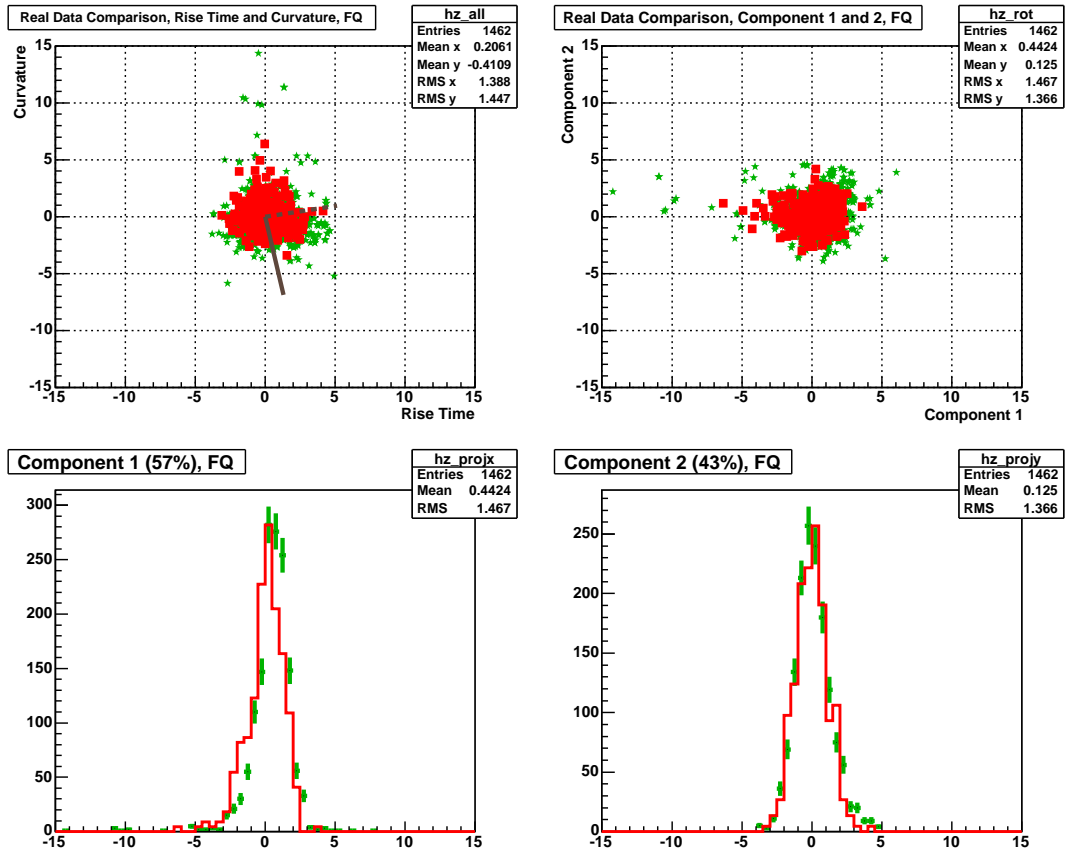 Real Data Comparison, Rise Time and Curvature, FQ
hz_all
Entries 1462
Mean x 0.2061
Mean y -0.4109
RMS x 1.388
RMS y 1.447
Curvature
15
10
5
0
-5
-10
-15
-15 -10 -5 0 5 10 15
Rise Time
Real Data Comparison, Component 1 and 2, FQ
hz_rot
Entries 1462
Mean x 0.4424
Mean y 0.125
RMS x 1.467
RMS y 1.366
Component 2
15
10
5
0
-5
-10
-15
-15 -10 -5 0 5 10 15
Component 1
Component 1 (57%), FQ
hz_projx
Entries 1462
Mean 0.4424
RMS 1.467
300
250
200
150
100
50
0
-15 -10 -5 0 5 10 15
Component 2 (43%), FQ
hz_projy
Entries 1462
Mean 0.125
RMS 1.366
250
200
150
100
50
0
-15 -10 -5 0 5 10 15